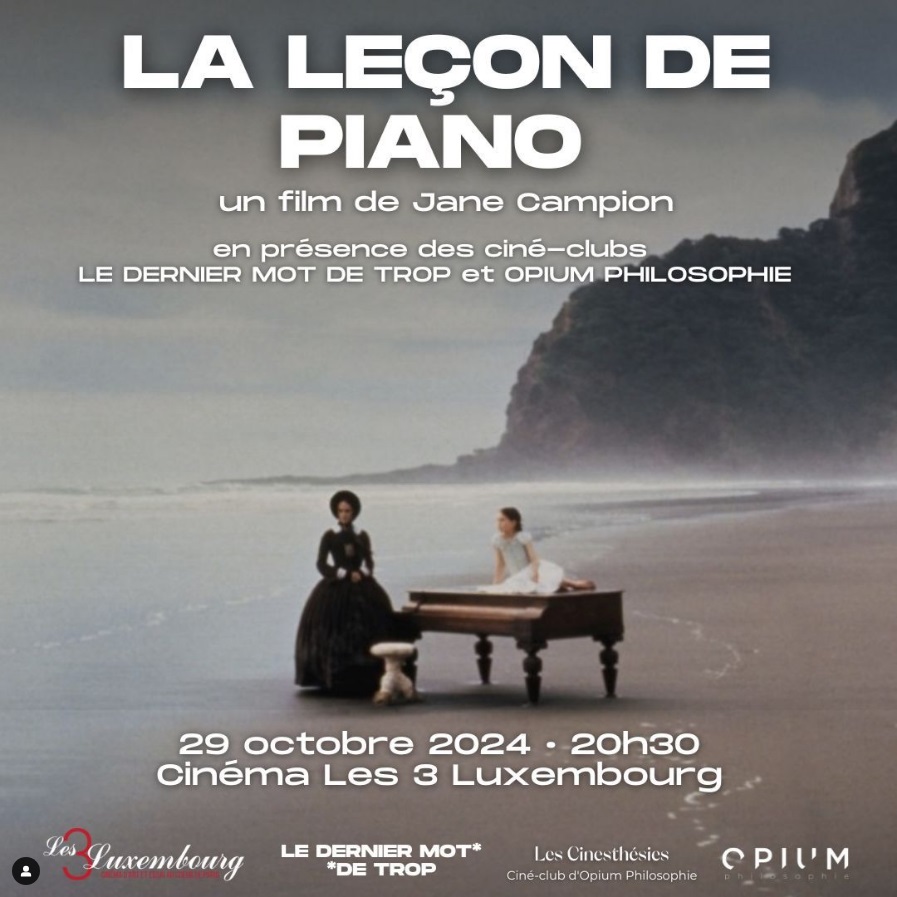 LA LEÇON DE
PIANO
un film de Jane Campion
en présence des ciné-clubs
LE DERNIER MOT DE TROP et OPIUM PHILOSOPHIE
29 octobre 2024 • 20h30
Cinéma Les 3 Luxembourg
Les 3 Luxembourg
LE DERNIER MOT*
*DE TROP
Les Cinesthésies
Ciné-club d'Opium Philosophie
OPIUM
philosophie